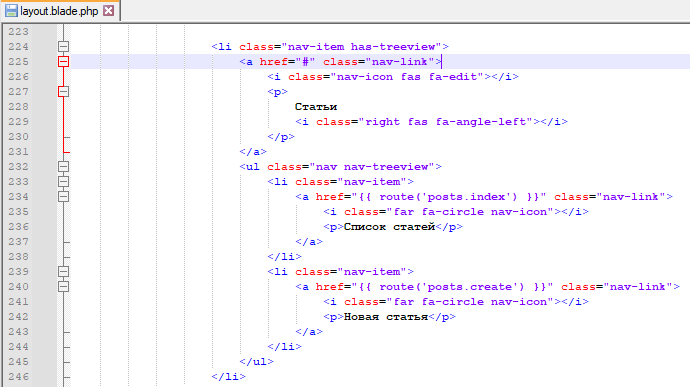 layout.blade.php
223
224 <li class="nav-item has-treeview">
225 <a href="#" class="nav-link">
226 <i class="nav-icon fas fa-edit"></i>
227 <p>
228 Статьи
229 <i class="right fas fa-angle-left"></i>
230 </p>
231 </a>
232 <ul class="nav nav-treeview">
233 <li class="nav-item">
234 <a href="{{ route('posts.index') }}" class="nav-link">
235 <i class="far fa-circle nav-icon"></i>
236 <p>Список статей</p>
237 </a>
238 </li>
239 <li class="nav-item">
240 <a href="{{ route('posts.create') }}" class="nav-link">
241 <i class="far fa-circle nav-icon"></i>
242 <p>Новая статья</p>
243 </a>
244 </li>
245 </ul>
246 </li>